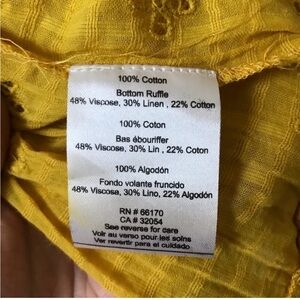 100% Cotton
Bottom Ruffle
48% Viscose, 30% Linen , 22% Cotton
100% Coton
Bas ébouriffer
48% Viscose, 30% Lin , 22% Coton
100% Algodón
Fondo volante fruncido
48% Viscose, 30% Lino, 22% Algodón
RN # 66170
CA # 32054
See reverse for care
Voir au verso pour les soins
Ver revertir para el cuidado